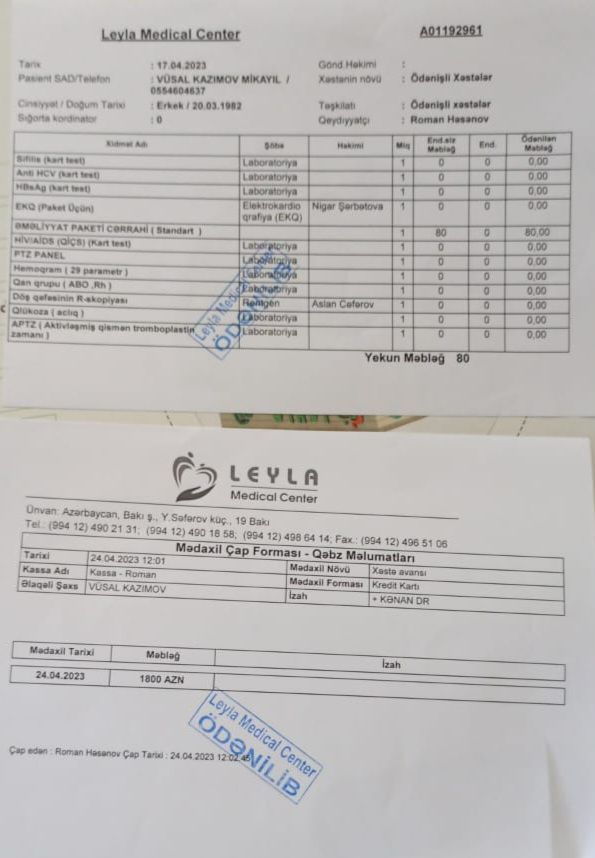 Leyla Medical Center
A01192961
Tarix : 17.04.2023 Gönd.Həkimi :
Pasient SAD/Telefon : VÜSAL KAZIMOV MİKAYIL / 0554604637 Xəstənin növü : Ödənişli Xəstələr
Cinsiyyət / Doğum Tarixi : Erkək / 20.03.1982 Təşkilatı : Ödənişli xəstələr
Sığorta kordinator : 0 Qeydiyyatçı : Roman Həsənov
Xidmət Adı Şöbə Həkimi Miq End.siz Məbləğ End. Ödənilən Məbləğ
Sifilis (kart test) Laboratoriya 1 0 0 0,00
Anti HCV (kart test) Laboratoriya 1 0 0 0,00
HBsAg (kart test) Laboratoriya 1 0 0 0,00
EKQ (Paket Üçün) Elektrokardio qrafiya (EKQ) Nigar Şərbətova 1 0 0 0,00
ƏMƏLİYYAT PAKETİ CƏRRAHİ ( Standart ) 1 80 0 80,00
HİV/AİDS (QİÇS) (Kart test) Laboratoriya 1 0 0 0,00
PTZ PANEL Laboratoriya 1 0 0 0,00
Hemoqram ( 29 parametr ) Laboratoriya 1 0 0 0,00
Qan qrupu ( ABO ,Rh ) Laboratoriya 1 0 0 0,00
Döş qəfəsinin R-skopiyası Rentgen Aslan Cəfərov 1 0 0 0,00
Qlükoza ( aclıq ) Laboratoriya 1 0 0 0,00
APTZ ( Aktivləşmiş qismən tromboplastin zamanı ) Laboratoriya 1 0 0 0,00
Leyla Medical Center
ÖDƏNİLİB
Yekun Məbləğ 80
LEYLA
Medical Center
Ünvan: Azərbaycan, Bakı ş., Y.Səfərov küç., 19 Bakı
Tel.: (994 12) 490 21 31; (994 12) 490 18 58; (994 12) 498 64 14; Fax.: (994 12) 496 51 06
Mədaxil Çap Forması - Qəbz Məlumatları
Tarixi 24.04.2023 12:01 Mədaxil Növü Xəstə avansı
Kassa Adı Kassa - Roman Mədaxil Forması Kredit Kartı
Əlaqəli Şəxs VÜSAL KAZIMOV İzah + KƏNAN DR
Mədaxil Tarixi Məbləğ İzah
24.04.2023 1800 AZN
Leyla Medical Center
ÖDƏNİLİB
Çap edən : Roman Həsənov Çap Tarixi : 24.04.2023 12:02:45